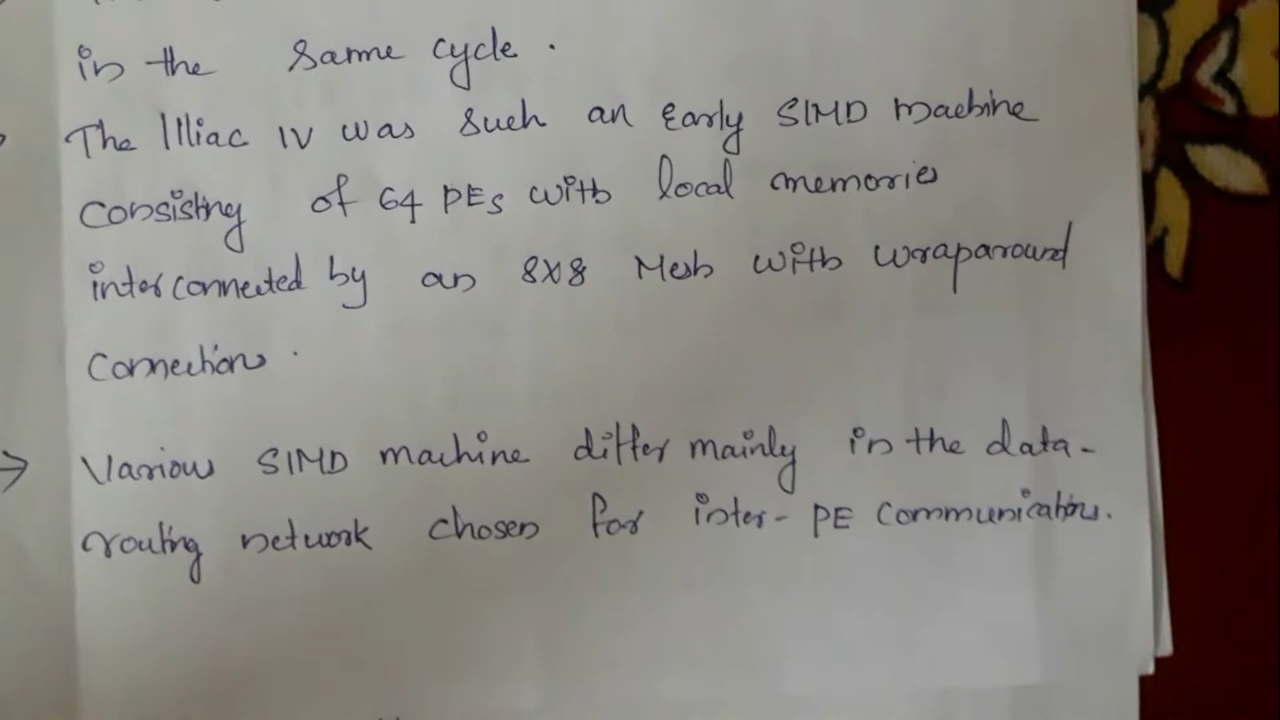 in the same cycle.
The Illiac IV was such an Early SIMD machine
consisting of 64 PEs with local memories
interconnected by an 8x8 Mesh with wraparound
connections.
→ Various SIMD machine differ mainly in the data-
routing network chosen for inter-PE communications.